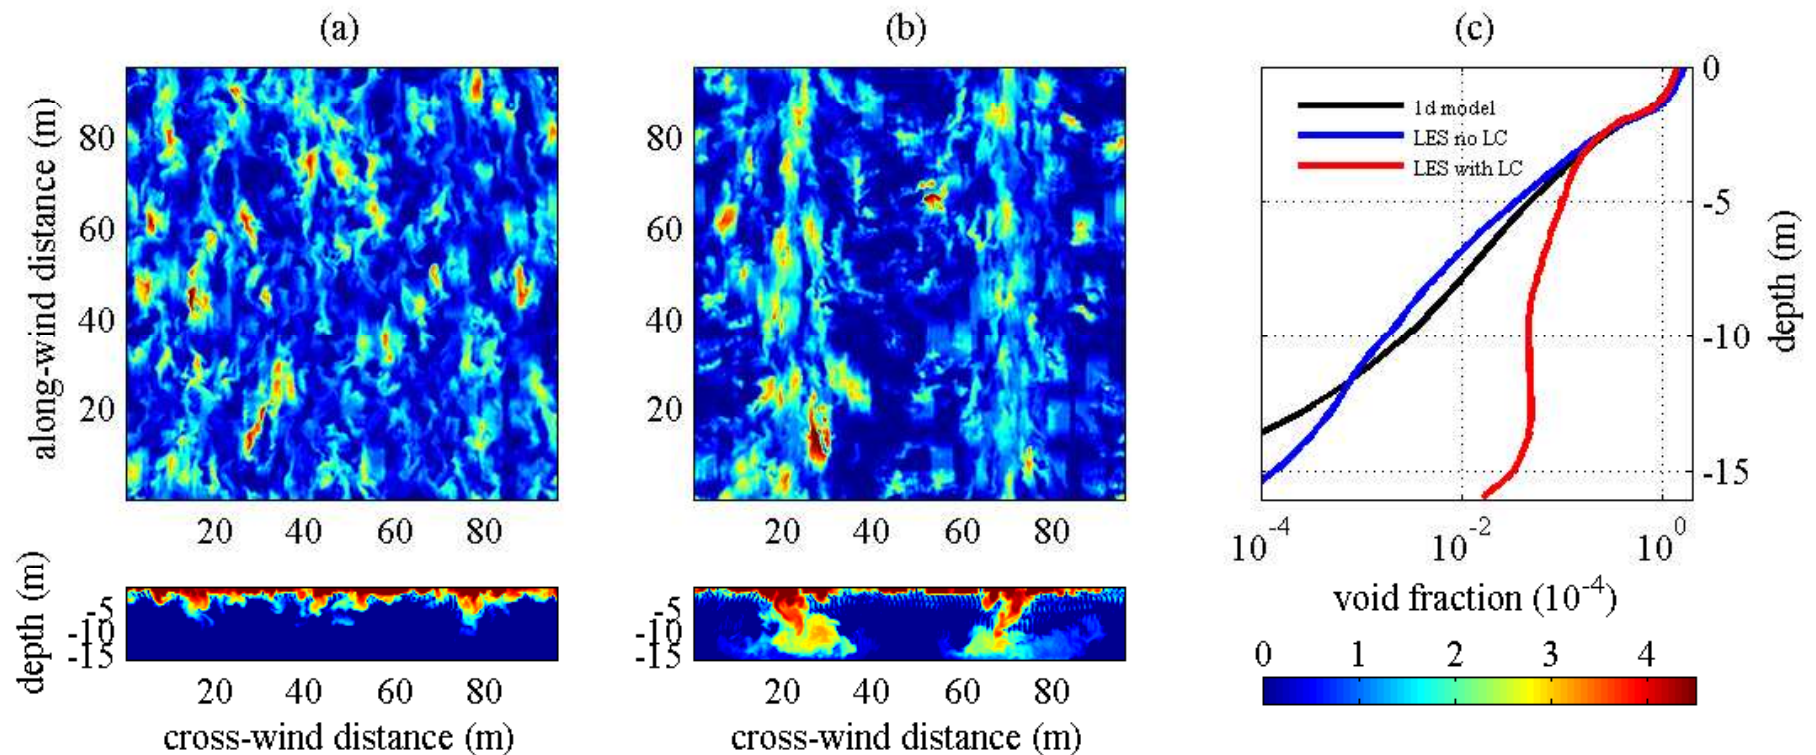 (a)
(b)
(c)
along-wind distance (m)
80
60
40
20
20 40 60 80
80
60
40
20
20 40 60 80
1d model
LES no LC
LES with LC
0
-5
-10
-15
depth (m)
10^-4 10^-2 10^0
void fraction (10^-4)
0 1 2 3 4
depth (m)
-5
-10
-15
20 40 60 80
cross-wind distance (m)
-5
-10
-15
20 40 60 80
cross-wind distance (m)